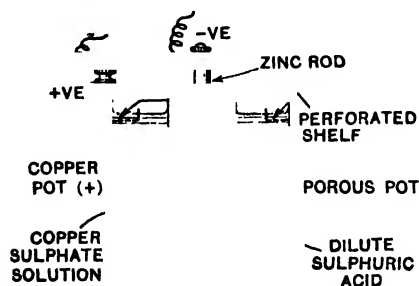 -VE
ZINC ROD
+VE
PERFORATED
SHELF
COPPER
POT (+)
POROUS POT
COPPER
SULPHATE
SOLUTION
DILUTE
SULPHURIC
ACID